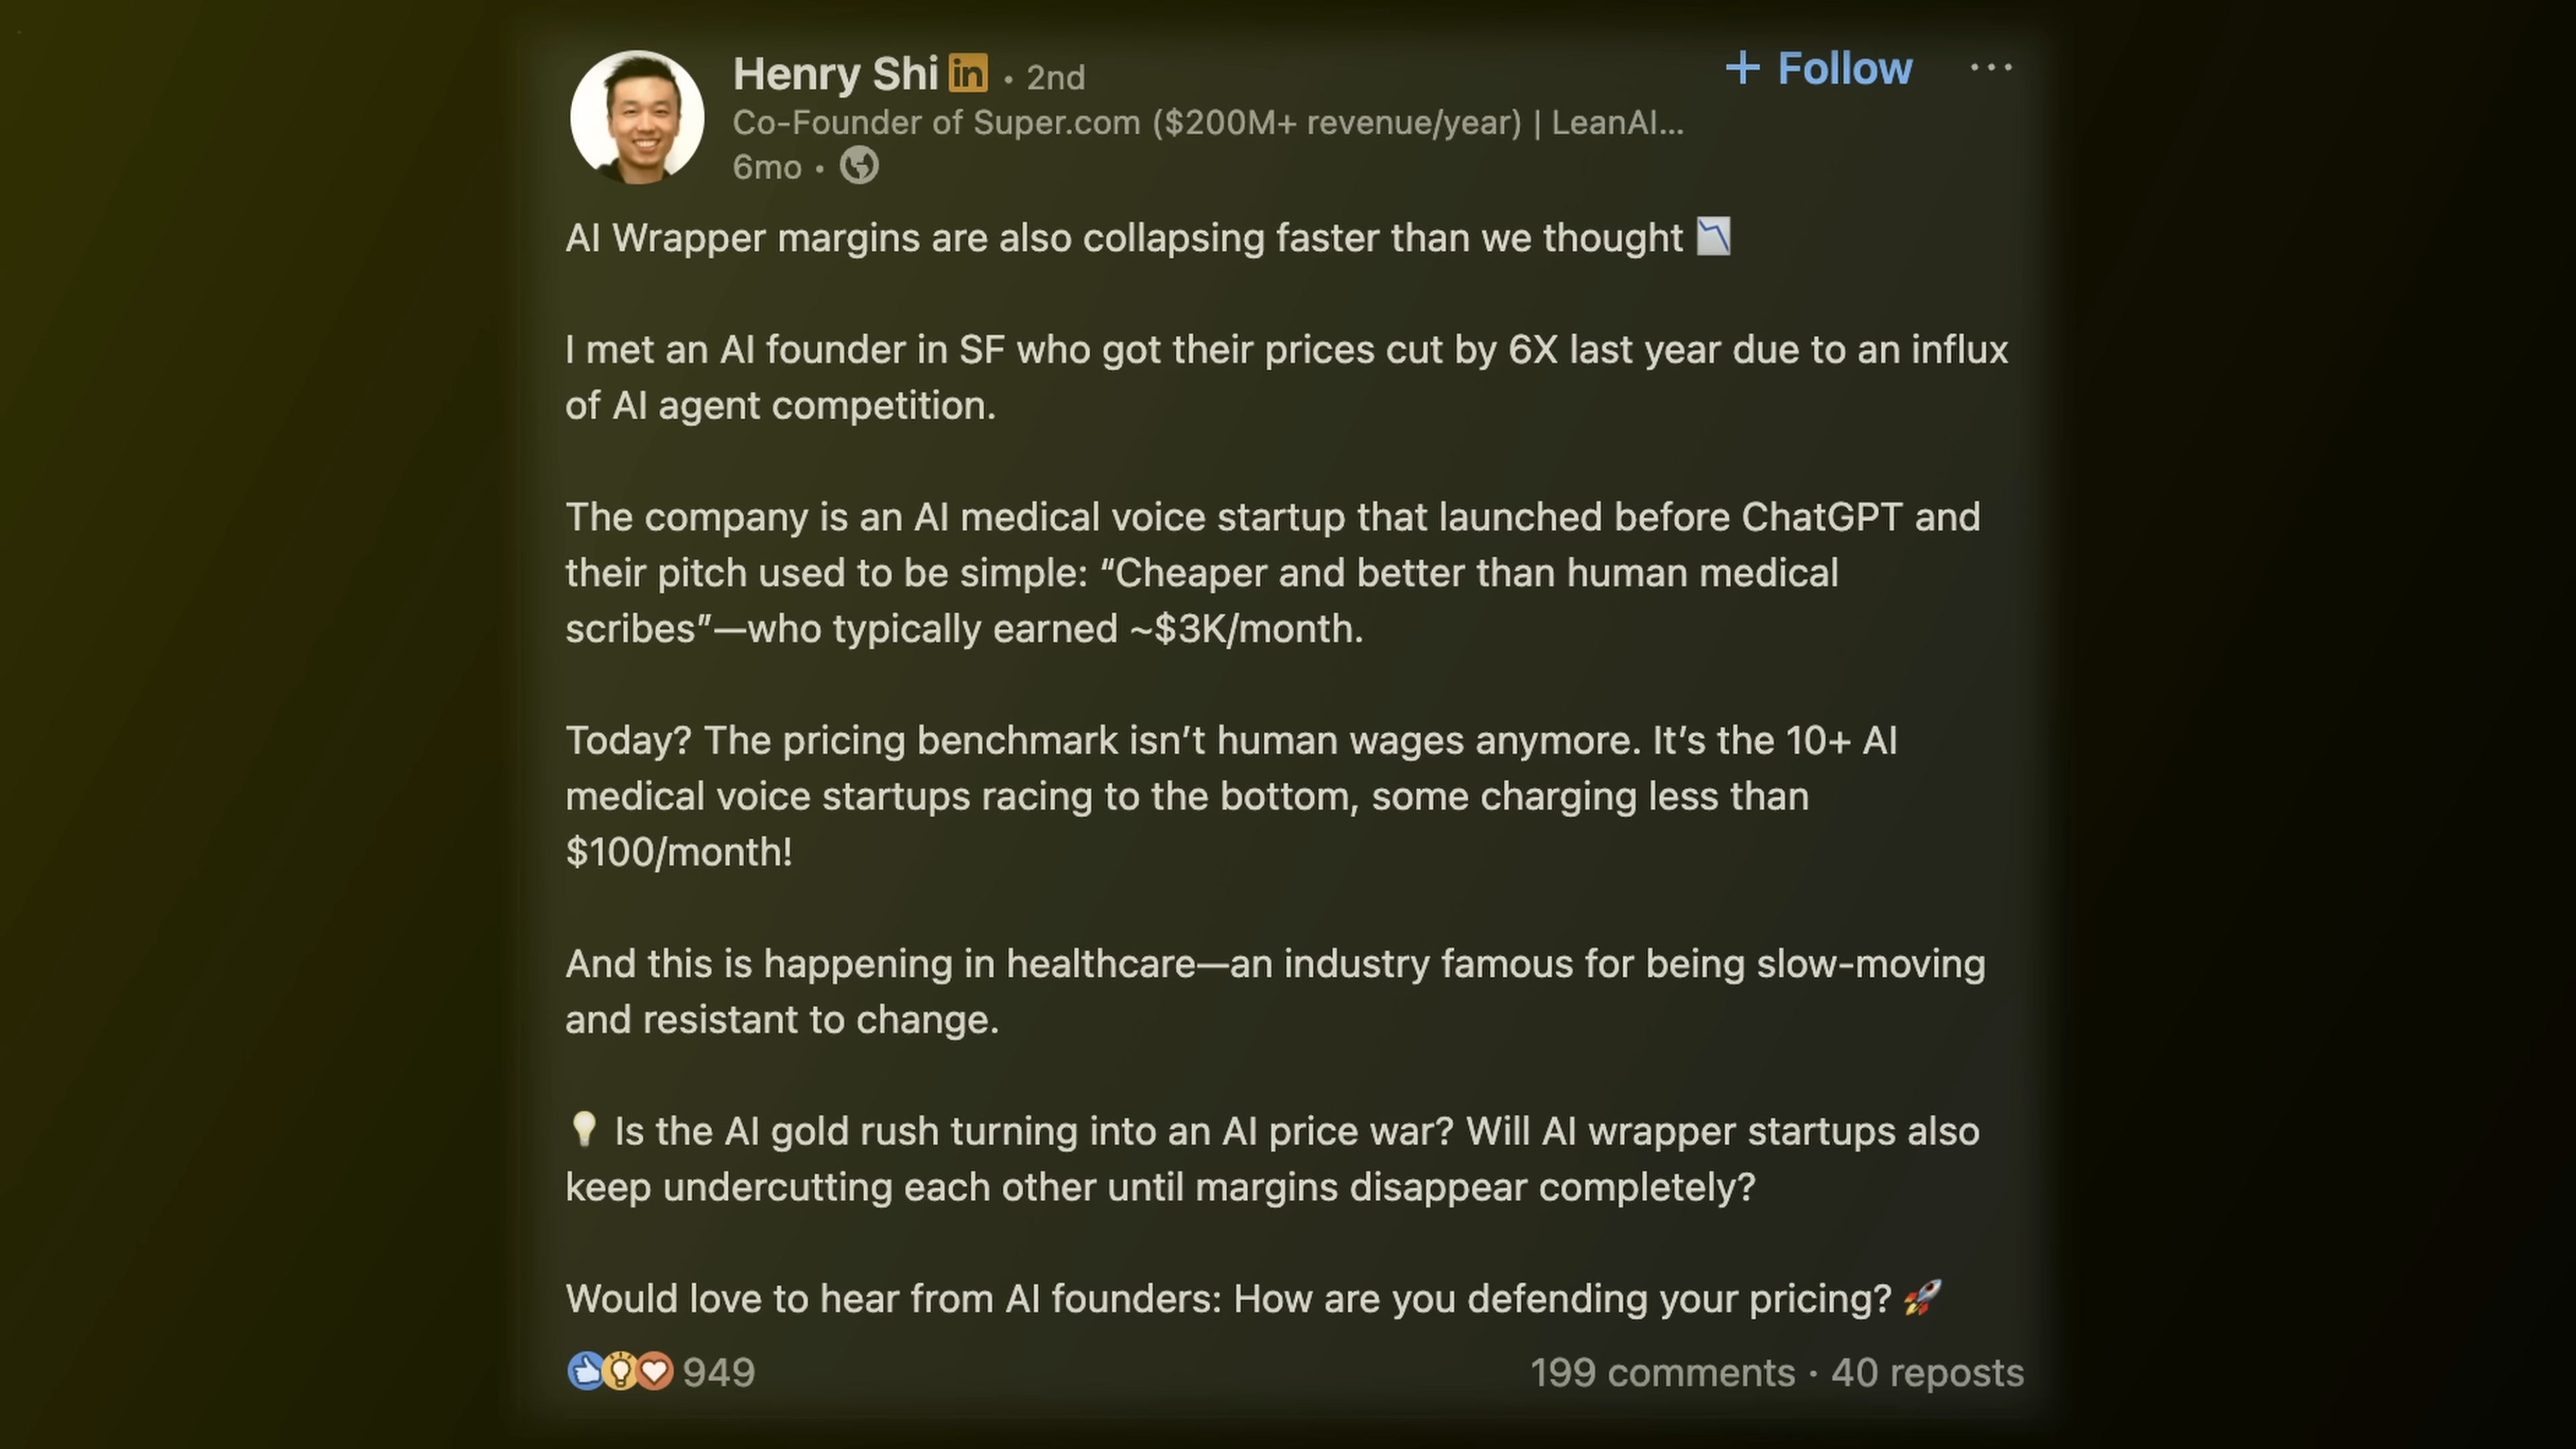 Henry Shi in • 2nd
+ Follow ...
Co-Founder of Super.com ($200M+ revenue/year) | LeanAI...
6mo •
AI Wrapper margins are also collapsing faster than we thought 📉
I met an AI founder in SF who got their prices cut by 6X last year due to an influx
of AI agent competition.
The company is an AI medical voice startup that launched before ChatGPT and
their pitch used to be simple: “Cheaper and better than human medical
scribes”—who typically earned ~$3K/month.
Today? The pricing benchmark isn’t human wages anymore. It’s the 10+ AI
medical voice startups racing to the bottom, some charging less than
$100/month!
And this is happening in healthcare—an industry famous for being slow-moving
and resistant to change.
💡 Is the AI gold rush turning into an AI price war? Will AI wrapper startups also
keep undercutting each other until margins disappear completely?
Would love to hear from AI founders: How are you defending your pricing? 🚀
949
199 comments • 40 reposts